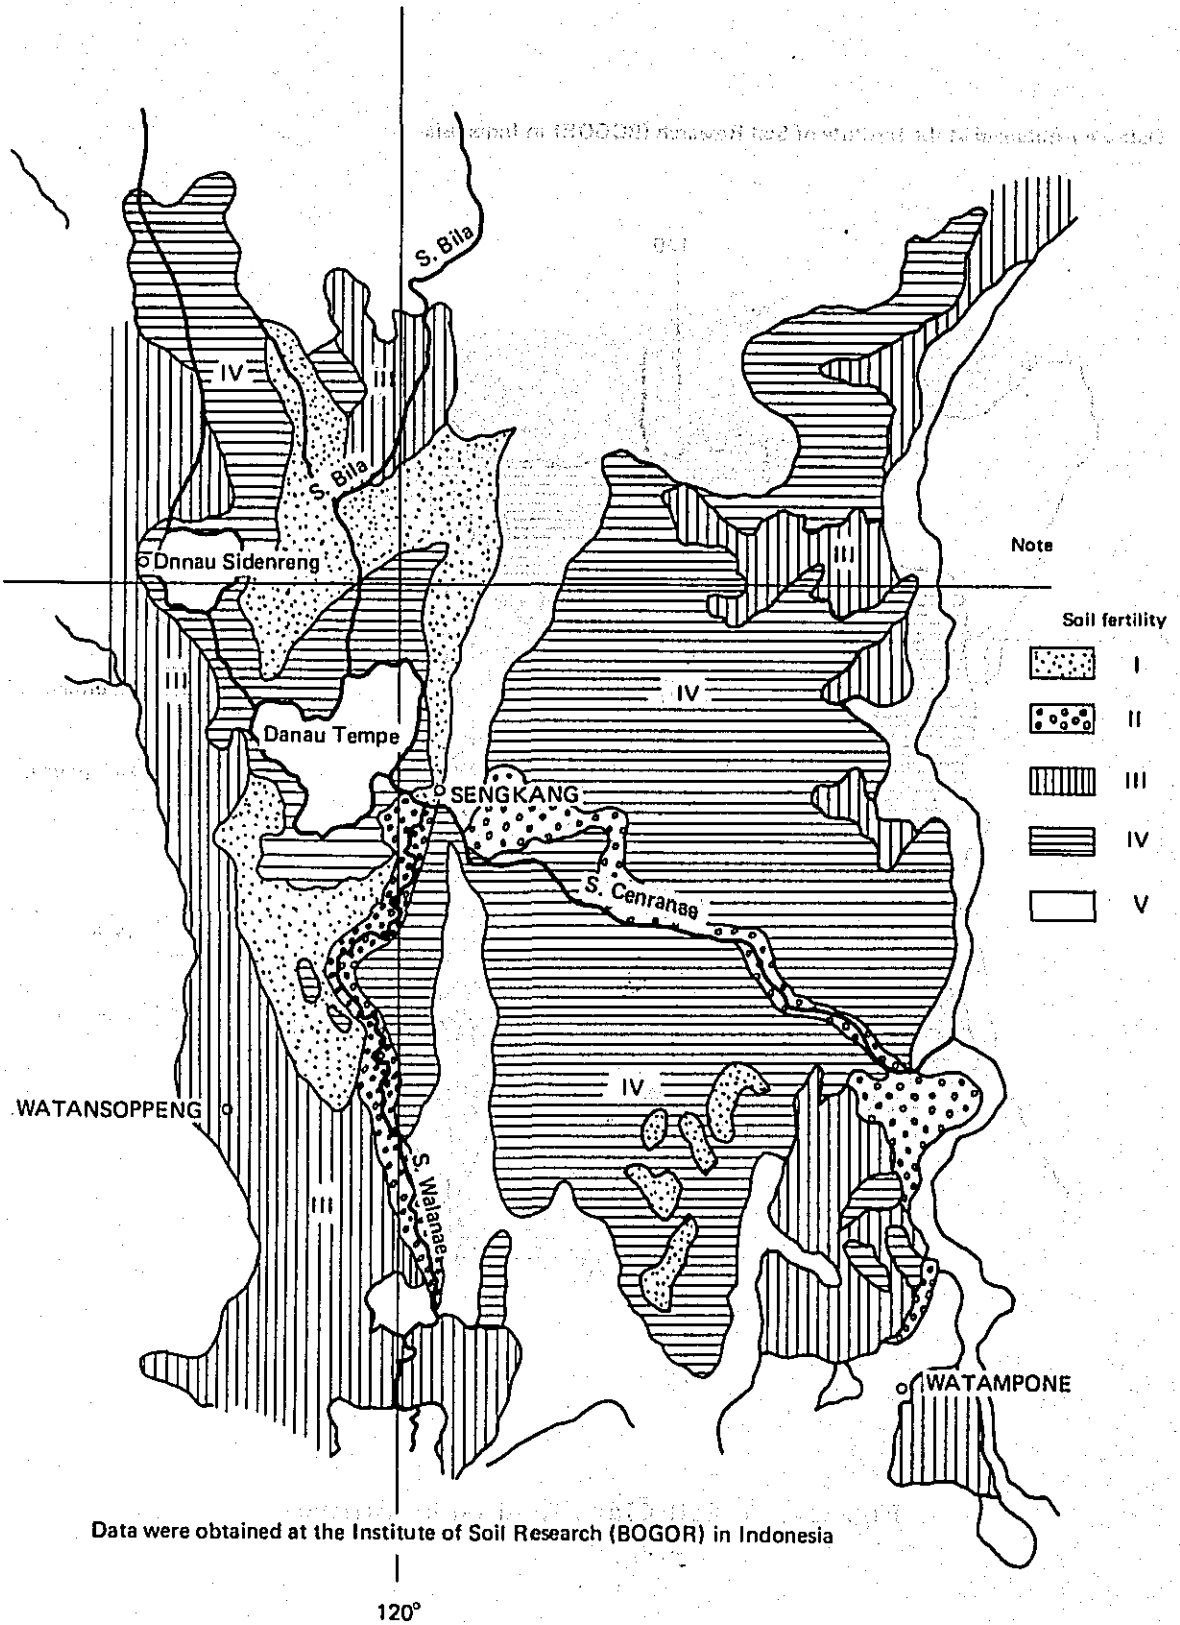 S. Bila
IV
III
S. Bila
Dnnau Sidenreng
III
Note
Soil fertility
I
II
III
IV
V
III
IV
Danau Tempe
SENGKANG
S. Cenranae
IV
WATANSOPPENG
S. Walanae
III
WATAMPONE
Data were obtained at the Institute of Soil Research (BOGOR) in Indonesia
120°